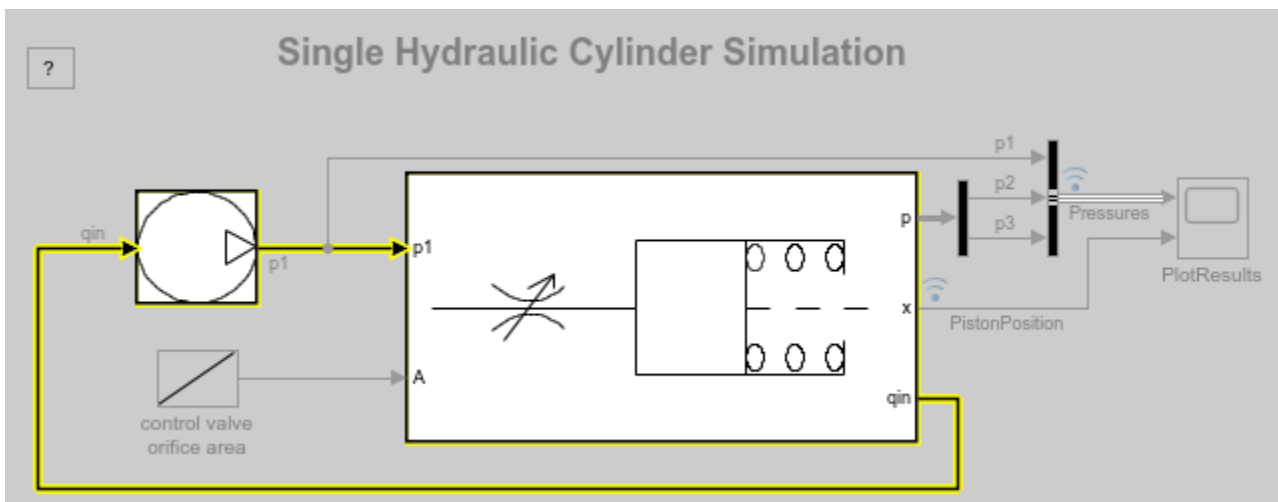 Single Hydraulic Cylinder Simulation
?
p1
p2
p3
Pressures
PlotResults
qin
p1
p1
p
x
PistonPosition
A
qin
control valve
orifice area